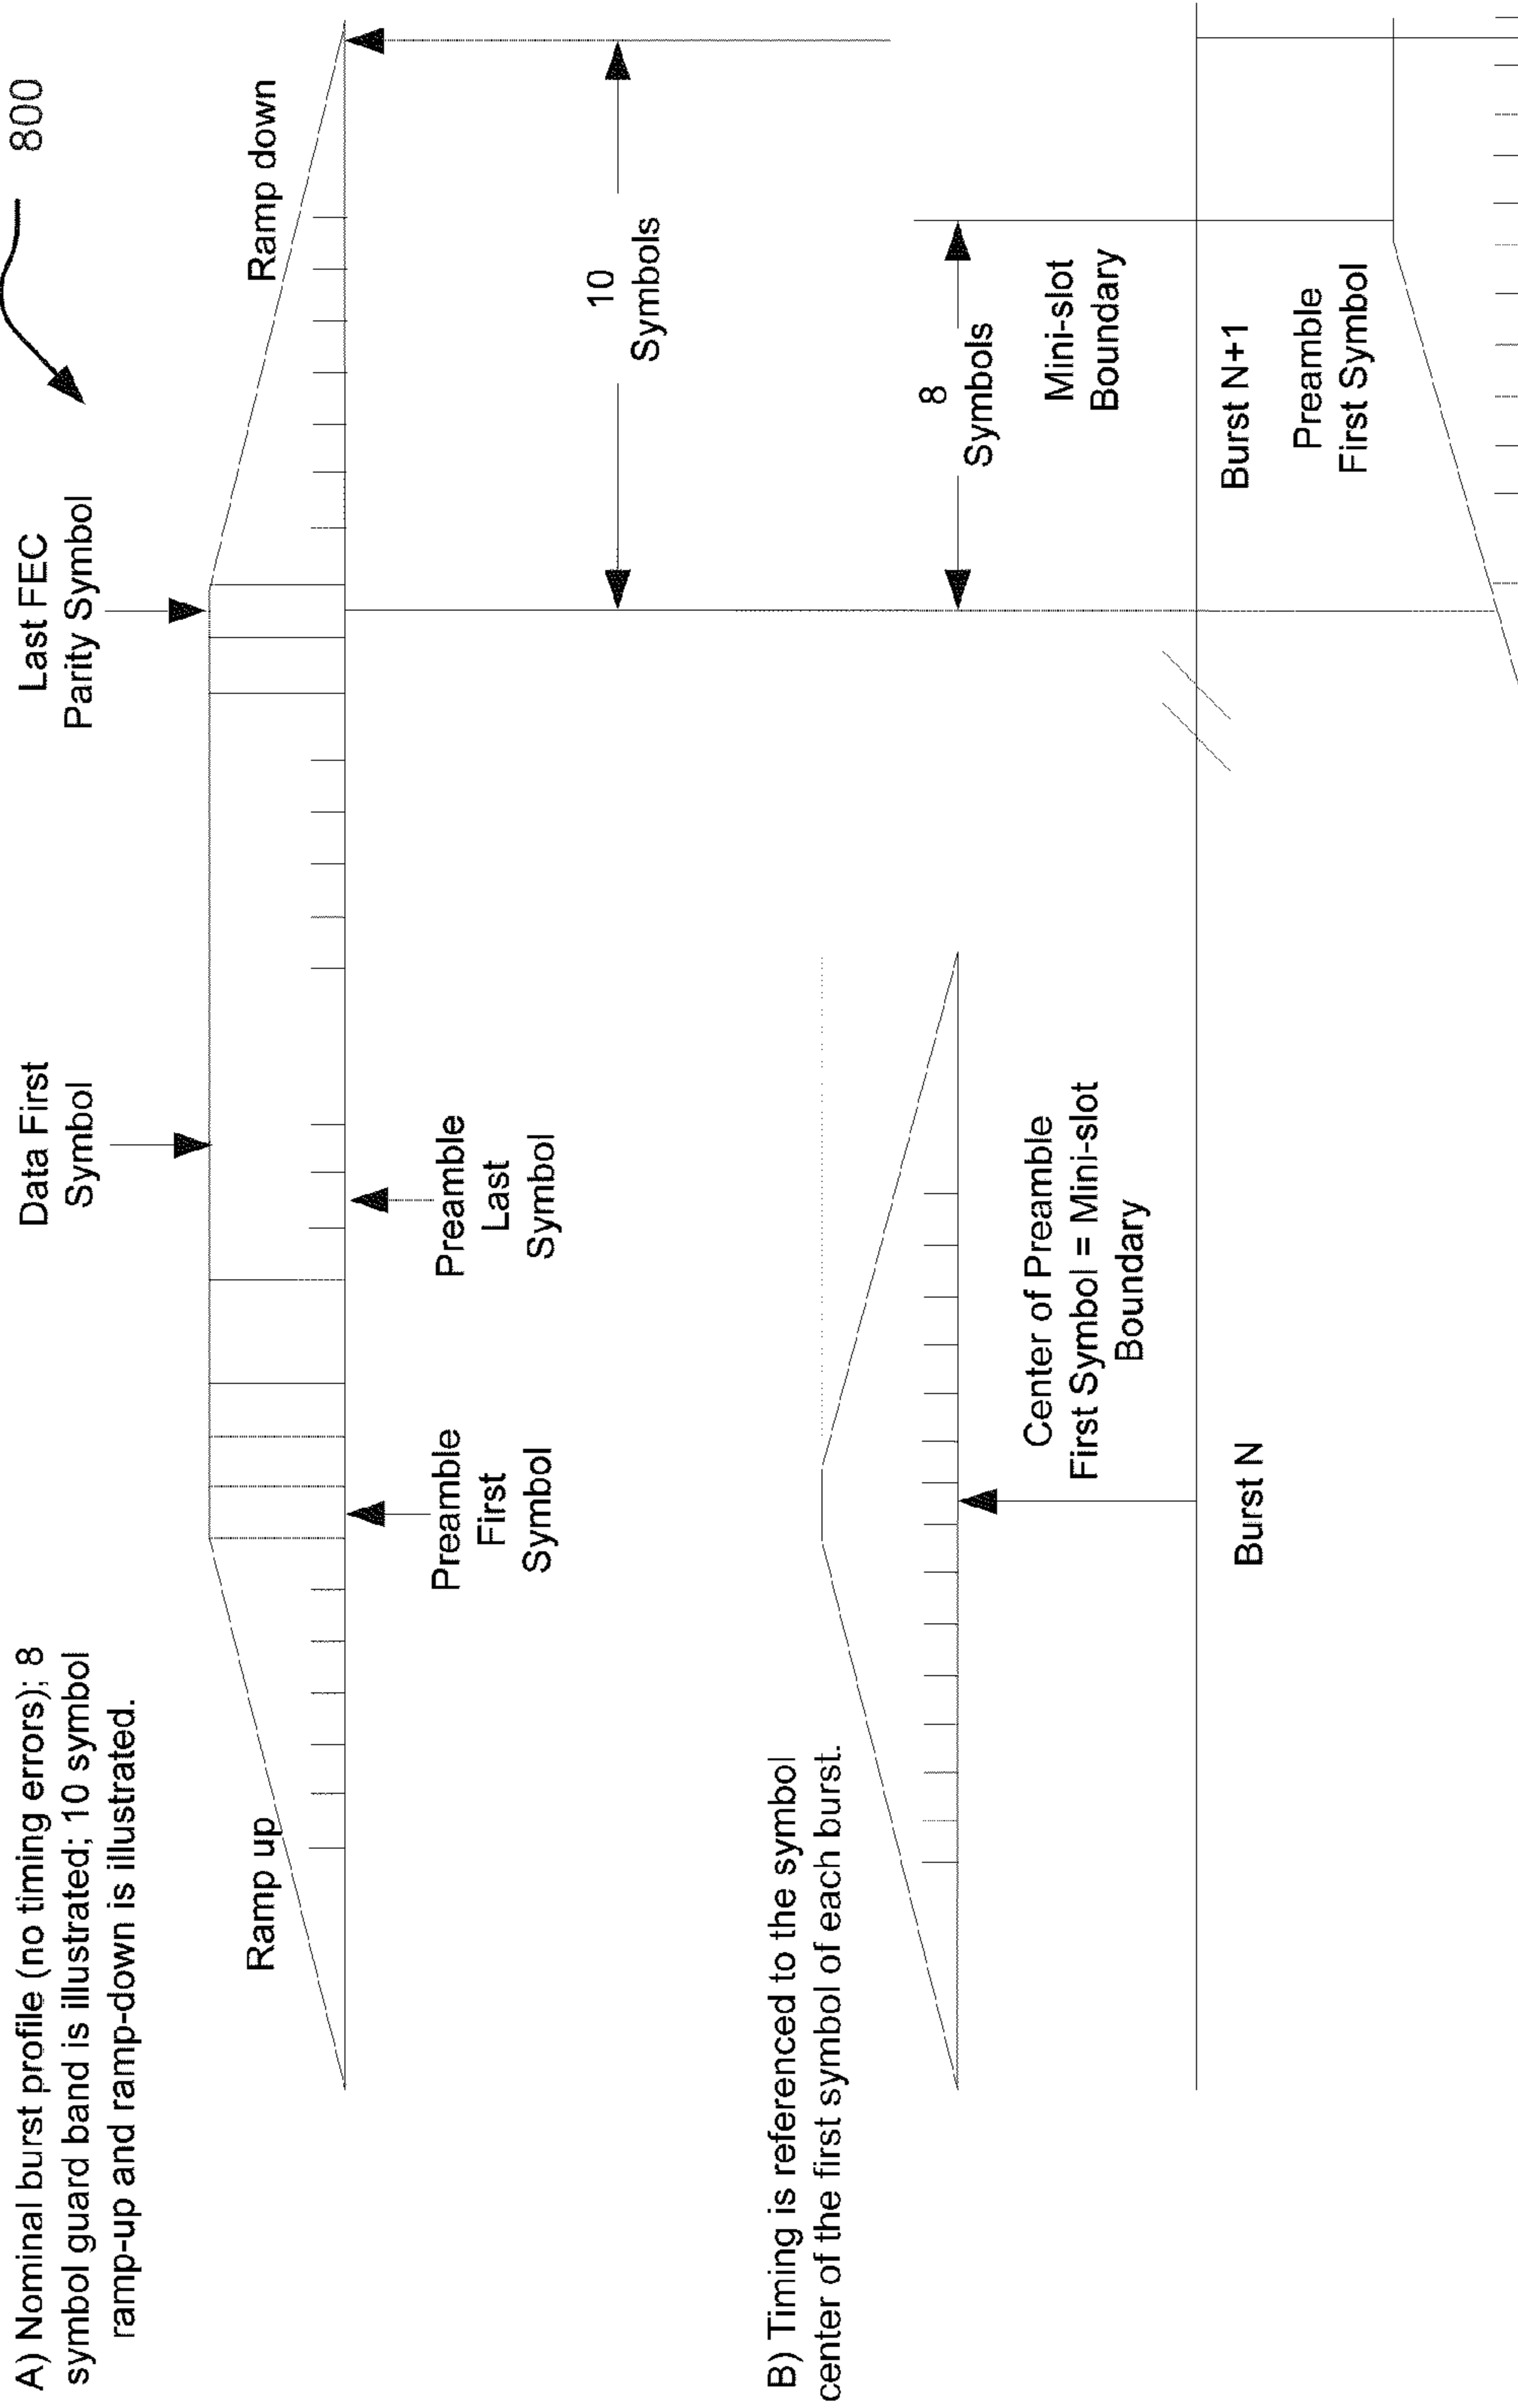 800
A) Nominal burst profile (no timing errors); 8
symbol guard band is illustrated; 10 symbol
ramp-up and ramp-down is illustrated.
Data First
Symbol
Last FEC
Parity Symbol
Ramp up
Ramp down
Preamble
First
Symbol
Preamble
Last
Symbol
10
Symbols
B) Timing is referenced to the symbol
center of the first symbol of each burst.
8
Symbols
Center of Preamble
First Symbol = Mini-slot
Boundary
Mini-slot
Boundary
Burst N
Burst N+1
Preamble
First Symbol